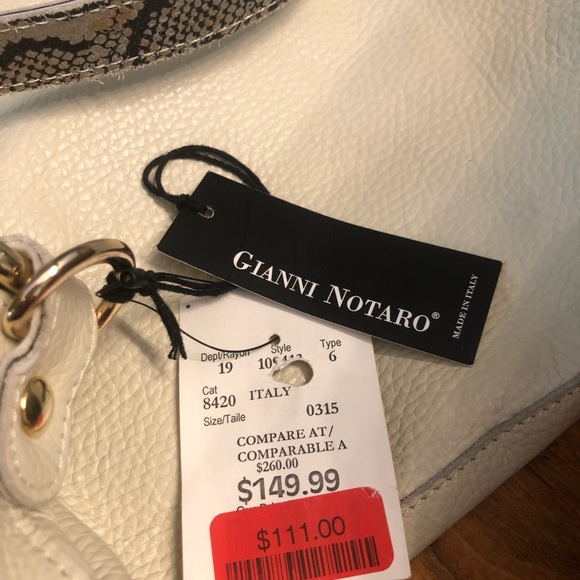 GIANNI NOTARO®
MADE IN ITALY
Dept/Rayon Style Type
19 6
Cat
8420 ITALY
Size/Taille 0315
COMPARE AT/
COMPARABLE A
$260.00
$149.99
$111.00